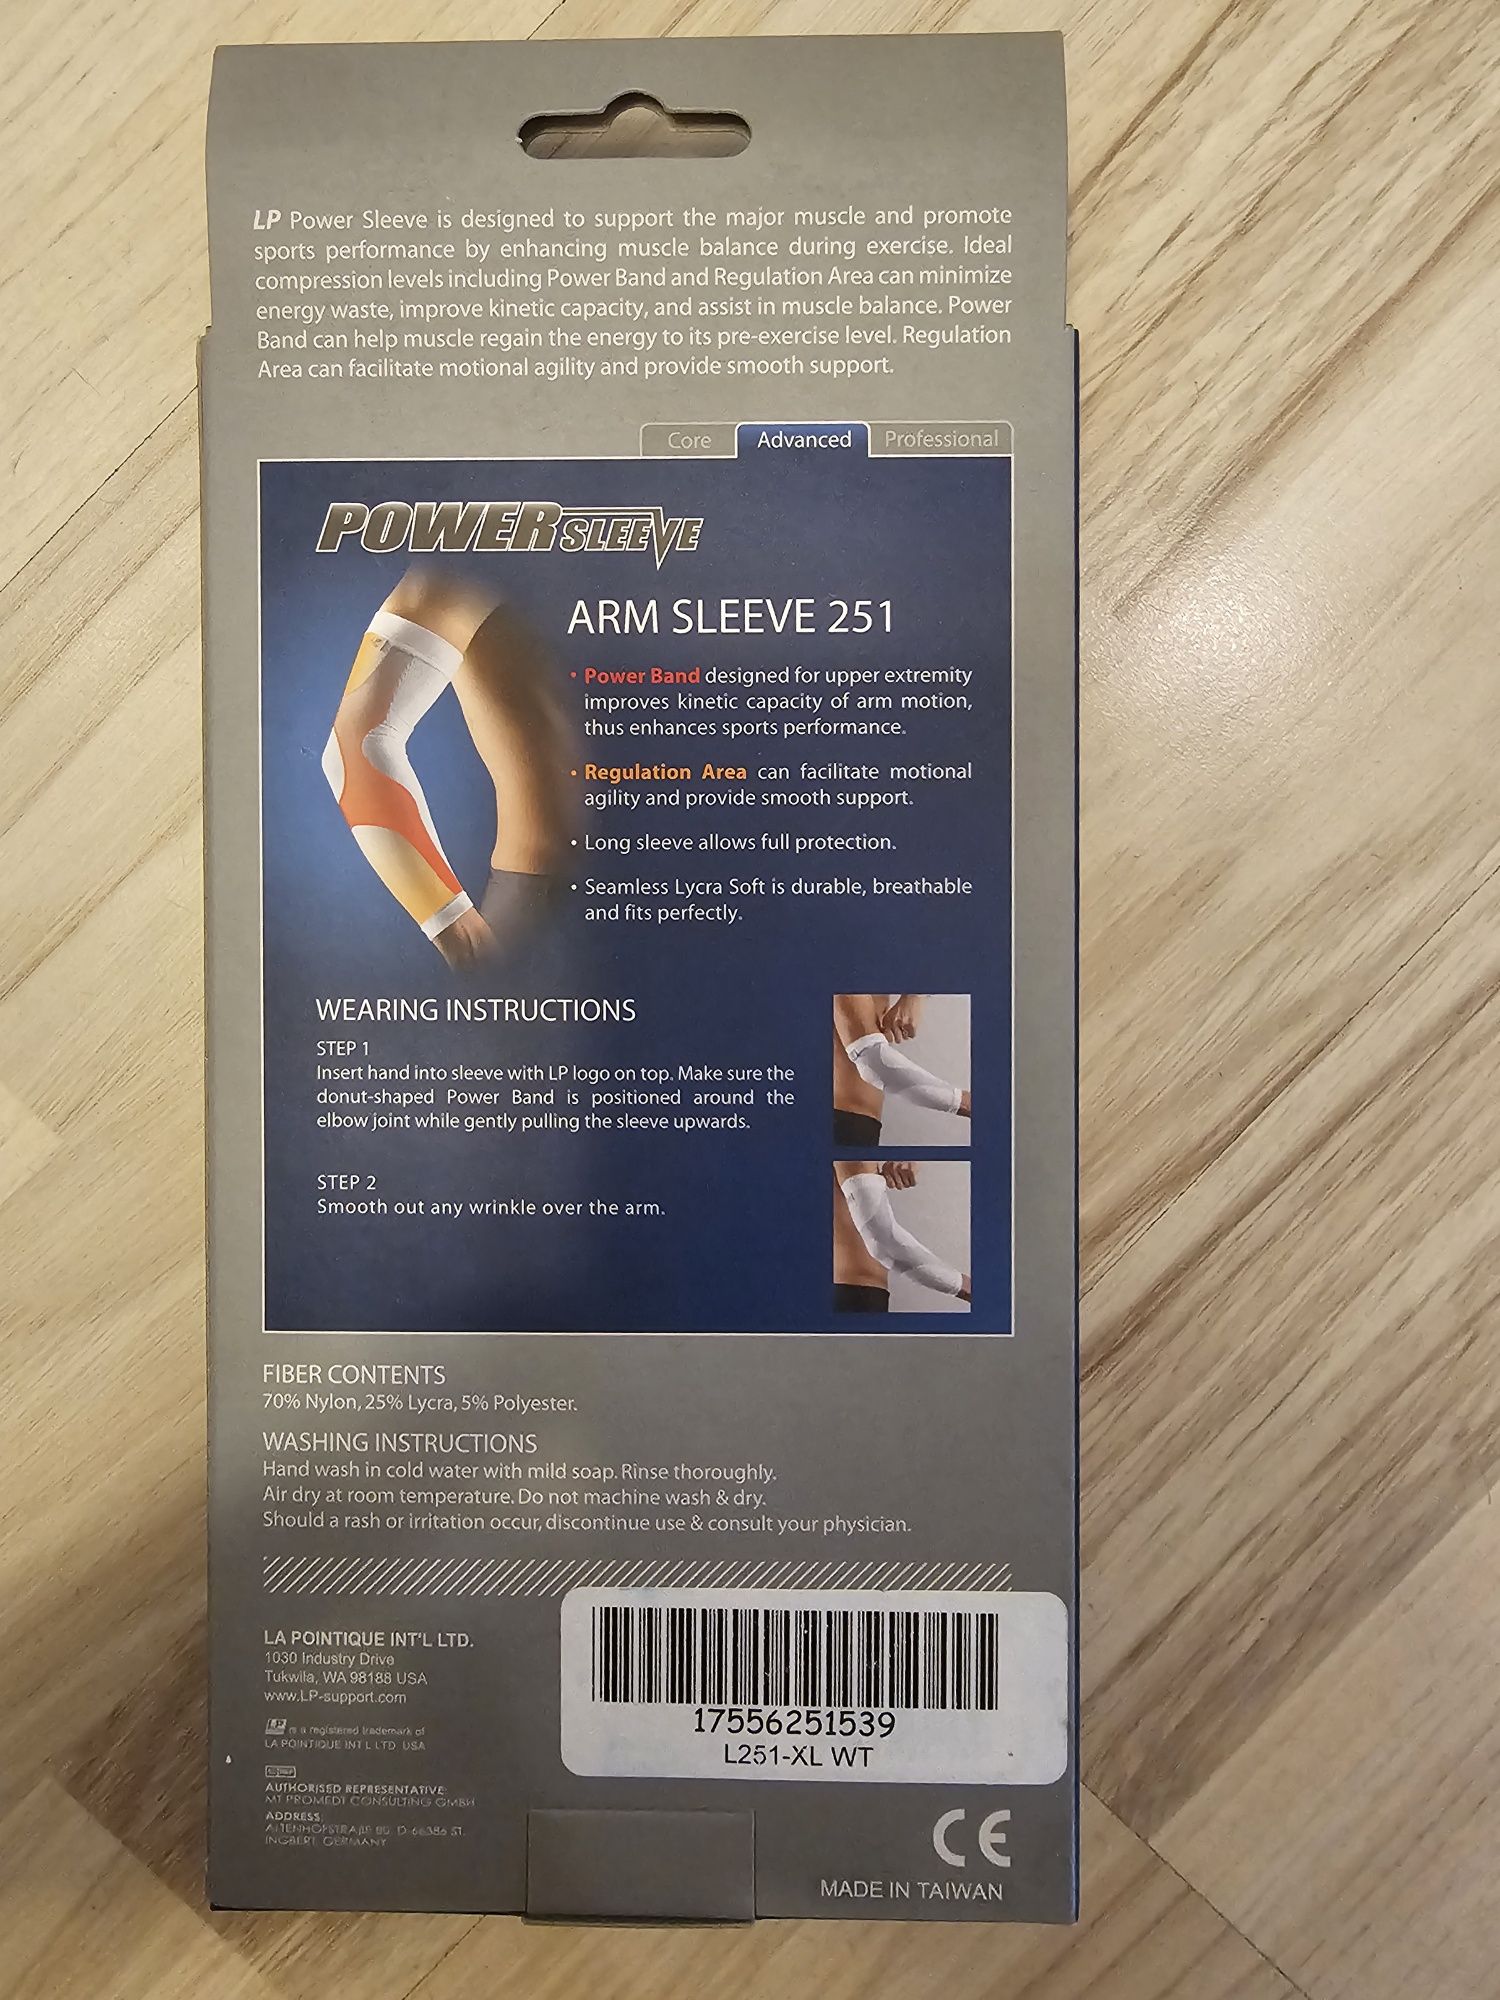 LP Power Sleeve is designed to support the major muscle and promote
sports performance by enhancing muscle balance during exercise. Ideal
compression levels including Power Band and Regulation Area can minimize
energy waste, improve kinetic capacity, and assist in muscle balance. Power
Band can help muscle regain the energy to its pre-exercise level. Regulation
Area can facilitate motional agility and provide smooth support.
Core Advanced Professional
POWER SLEEVE
ARM SLEEVE 251
• Power Band designed for upper extremity
improves kinetic capacity of arm motion,
thus enhances sports performance.
• Regulation Area can facilitate motional
agility and provide smooth support.
• Long sleeve allows full protection.
• Seamless Lycra Soft is durable, breathable
and fits perfectly.
WEARING INSTRUCTIONS
STEP 1
Insert hand into sleeve with LP logo on top. Make sure the
donut-shaped Power Band is positioned around the
elbow joint while gently pulling the sleeve upwards.
STEP 2
Smooth out any wrinkle over the arm.
FIBER CONTENTS
70% Nylon, 25% Lycra, 5% Polyester.
WASHING INSTRUCTIONS
Hand wash in cold water with mild soap. Rinse thoroughly.
Air dry at room temperature. Do not machine wash & dry.
Should a rash or irritation occur, discontinue use & consult your physician.
LA POINTIQUE INT'L LTD.
1030 Industry Drive
Tukwila, WA 98188 USA
www.LP-support.com
LP is a registered trademark of
LA POINTIQUE INT'L LTD. USA
AUTHORISED REPRESENTATIVE:
MT PROMEDT CONSULTING GMBH
ADDRESS:
D-66386 ST.
INGBERT, GERMANY
17556251539
L251-XL WT
CE
MADE IN TAIWAN